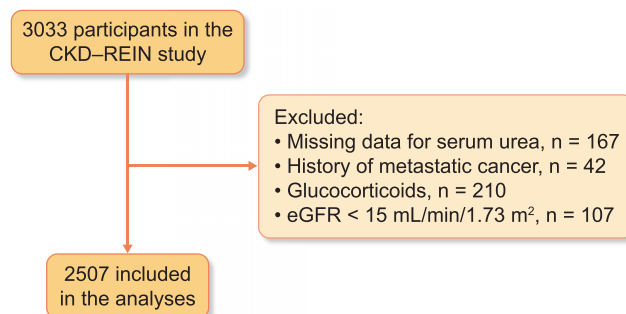 3033 participants in the
CKD–REIN study
Excluded:
• Missing data for serum urea, n = 167
• History of metastatic cancer, n = 42
• Glucocorticoids, n = 210
• eGFR < 15 mL/min/1.73 m², n = 107
2507 included
in the analyses